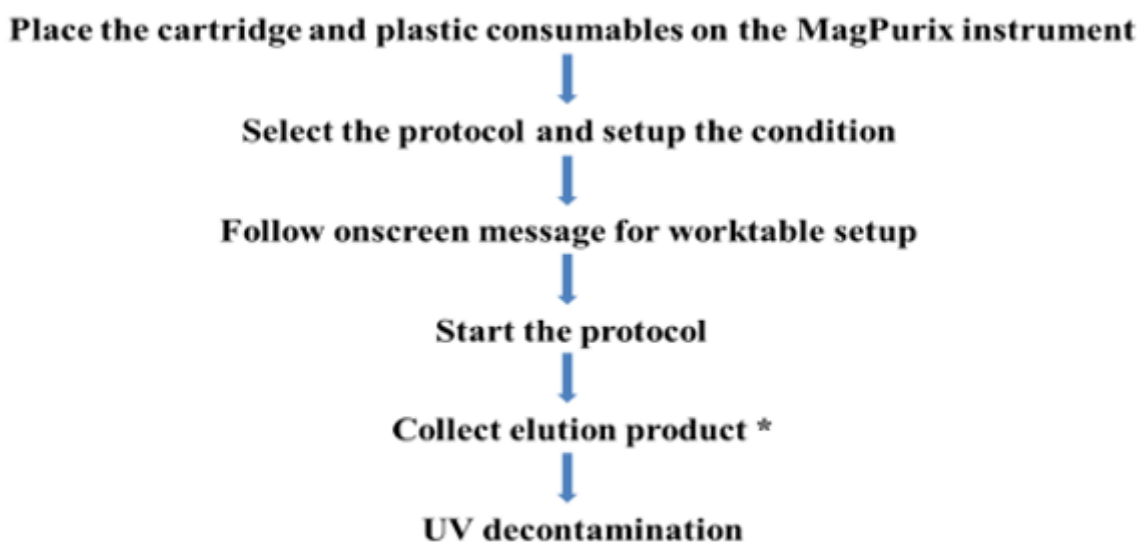 Place the cartridge and plastic consumables on the MagPurix instrument
Select the protocol and setup the condition
Follow onscreen message for worktable setup
Start the protocol
Collect elution product *
UV decontamination